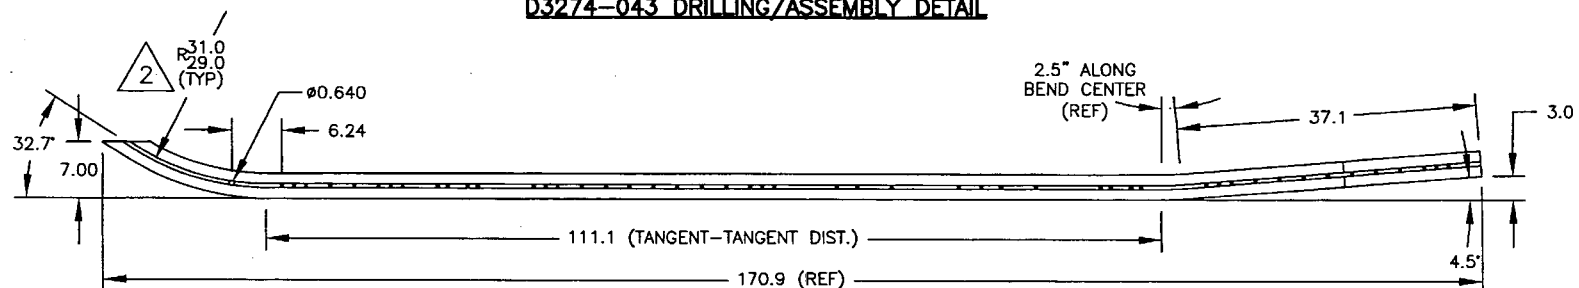 D3274-043 DRILLING/ASSEMBLY DETAIL
2
R31.0
29.0
(TYP)
ø0.640
6.24
32.7°
7.00
2.5" ALONG
BEND CENTER
(REF)
37.1
3.0
111.1 (TANGENT-TANGENT DIST.)
4.5°
170.9 (REF)